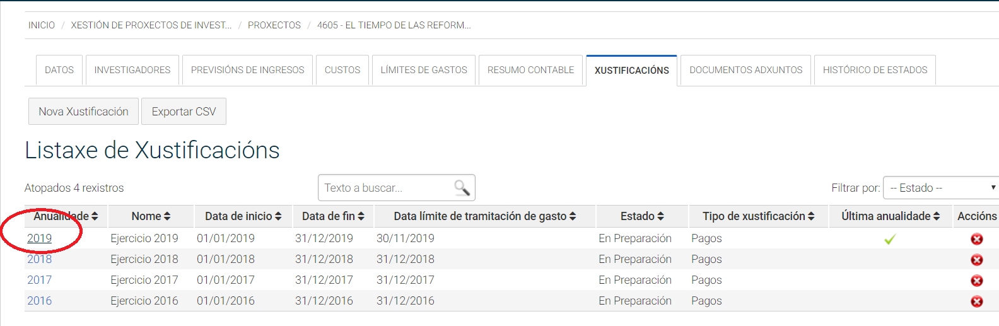 INICIO / XESTIÓN DE PROXECTOS DE INVEST... / PROXECTOS / 4605 - EL TIEMPO DE LAS REFORM...
DATOS INVESTIGADORES PREVISIÓNS DE INGRESOS CUSTOS LÍMITES DE GASTOS RESUMO CONTABLE XUSTIFICACIÓNS DOCUMENTOS ADXUNTOS HISTÓRICO DE ESTADOS
Nova Xustificación Exportar CSV
Listaxe de Xustificacións
Atopados 4 rexistros Texto a buscar... Filtrar por: -- Estado --
Anualidade Nome Data de inicio Data de fin Data límite de tramitación de gasto Estado Tipo de xustificación Última anualidade Accións
2019 Ejercicio 2019 01/01/2019 31/12/2019 30/11/2019 En Preparación Pagos
2018 Ejercicio 2018 01/01/2018 31/12/2018 31/12/2018 En Preparación Pagos
2017 Ejercicio 2017 01/01/2017 31/12/2017 31/12/2017 En Preparación Pagos
2016 Ejercicio 2016 01/01/2016 31/12/2016 31/12/2016 En Preparación Pagos